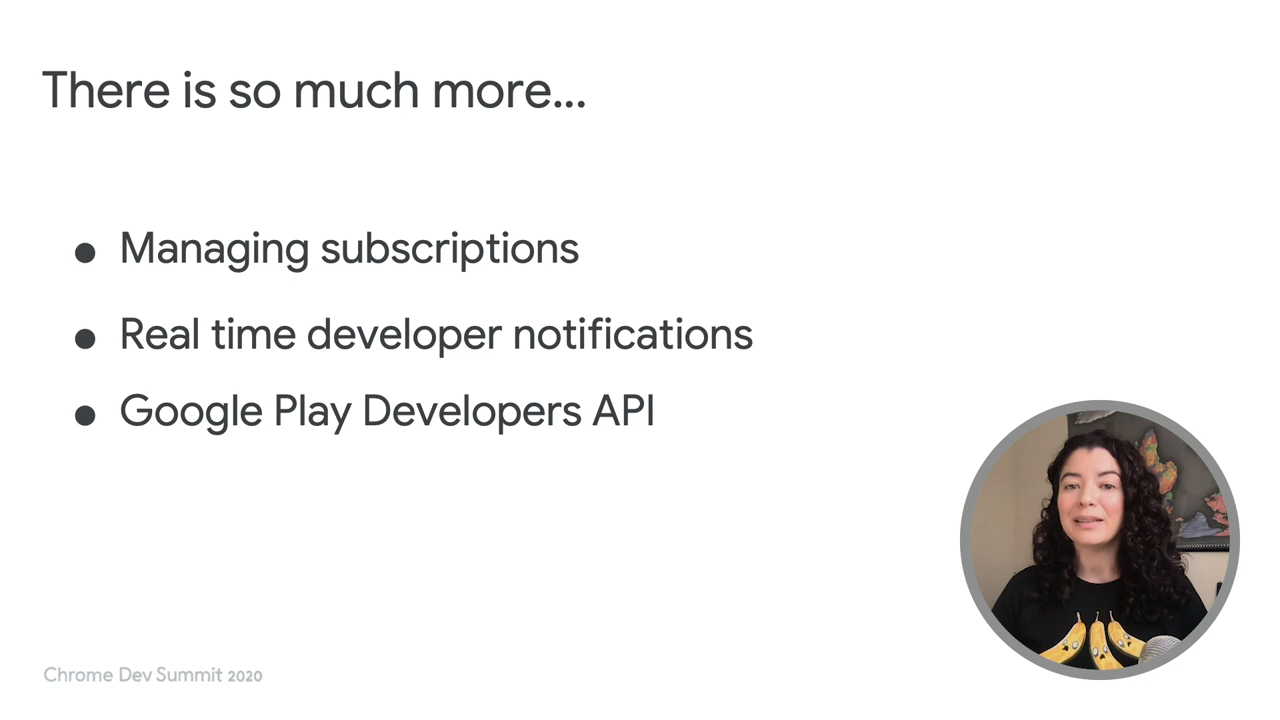 There is so much more...
Managing subscriptions
Real time developer notifications
Google Play Developers API
Chrome Dev Summit 2020